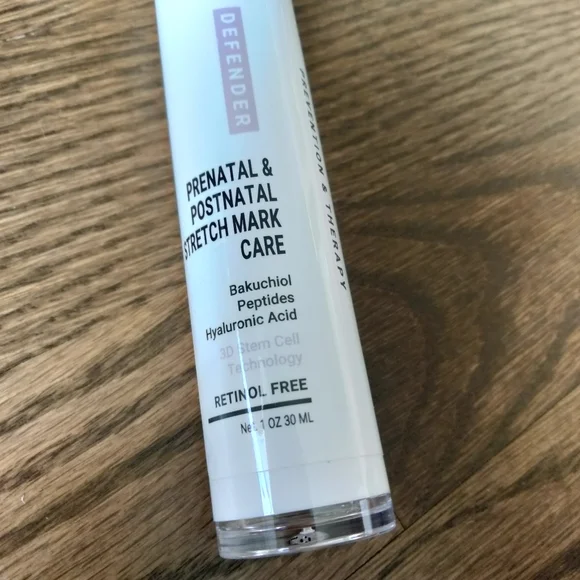 DEFENDER
PREVENTION & THERAPY
PRENATAL &
POSTNATAL
STRETCH MARK
CARE
Bakuchiol
Peptides
Hyaluronic Acid
3D Stem Cell
Technology
RETINOL FREE
Net 1 OZ 30 ML